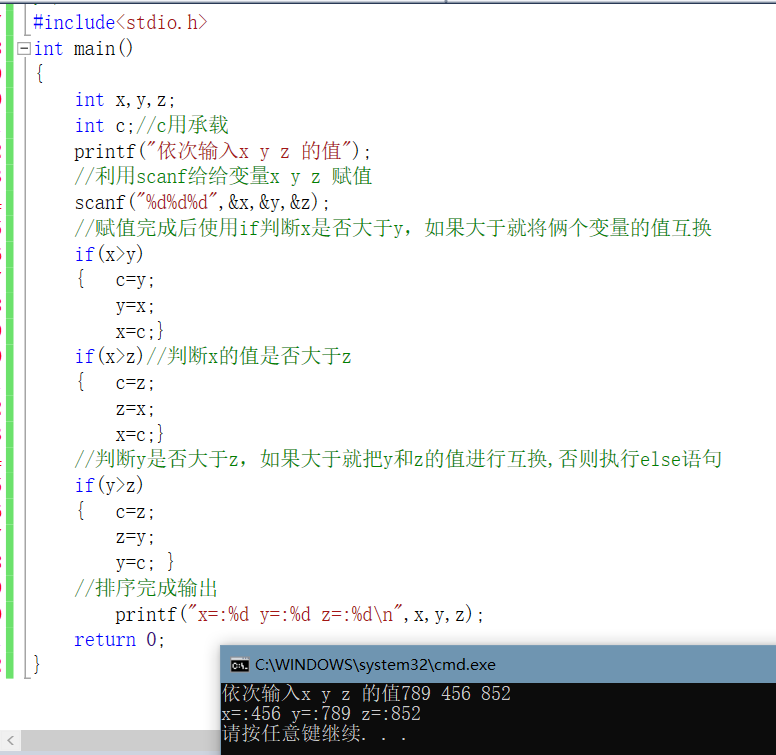 #include<stdio.h>
int main()
{
int x,y,z;
int c;//c用承载
printf("依次输入x y z 的值");
//利用scanf给给变量x y z 赋值
scanf("%d%d%d",&x,&y,&z);
//赋值完成后使用if判断x是否大于y，如果大于就将俩个变量的值互换
if(x>y)
{ c=y;
y=x;
x=c;}
if(x>z)//判断x的值是否大于z
{ c=z;
z=x;
x=c;}
//判断y是否大于z，如果大于就把y和z的值进行互换,否则执行else语句
if(y>z)
{ c=z;
z=y;
y=c; }
//排序完成输出
printf("x=:%d y=:%d z=:%d\n",x,y,z);
return 0;
}
C:\WINDOWS\system32\cmd.exe
依次输入x y z 的值789 456 852
x=:456 y=:789 z=:852
请按任意键继续. . .